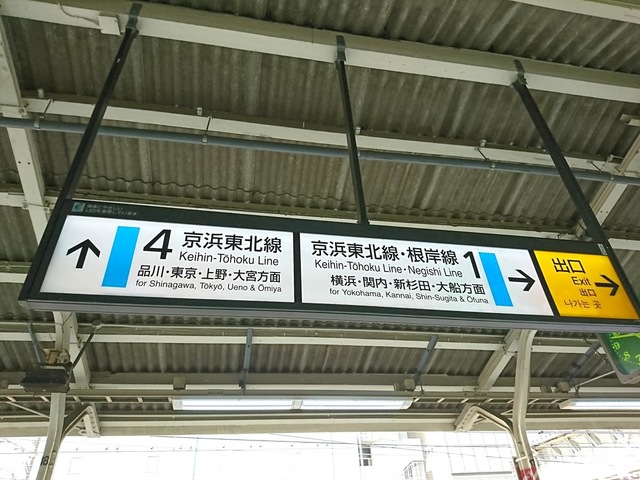 4 京浜東北線
Keihin-Tōhoku Line
品川・東京・上野・大宮方面
for Shinagawa, Tōkyō, Ueno & Ōmiya
京浜東北線・根岸線 1
Keihin-Tōhoku Line・Negishi Line
横浜・関内・新杉田・大船方面
for Yokohama, Kannai, Shin-Sugita & Ōfuna
出口
Exit
出口
나가는 곳